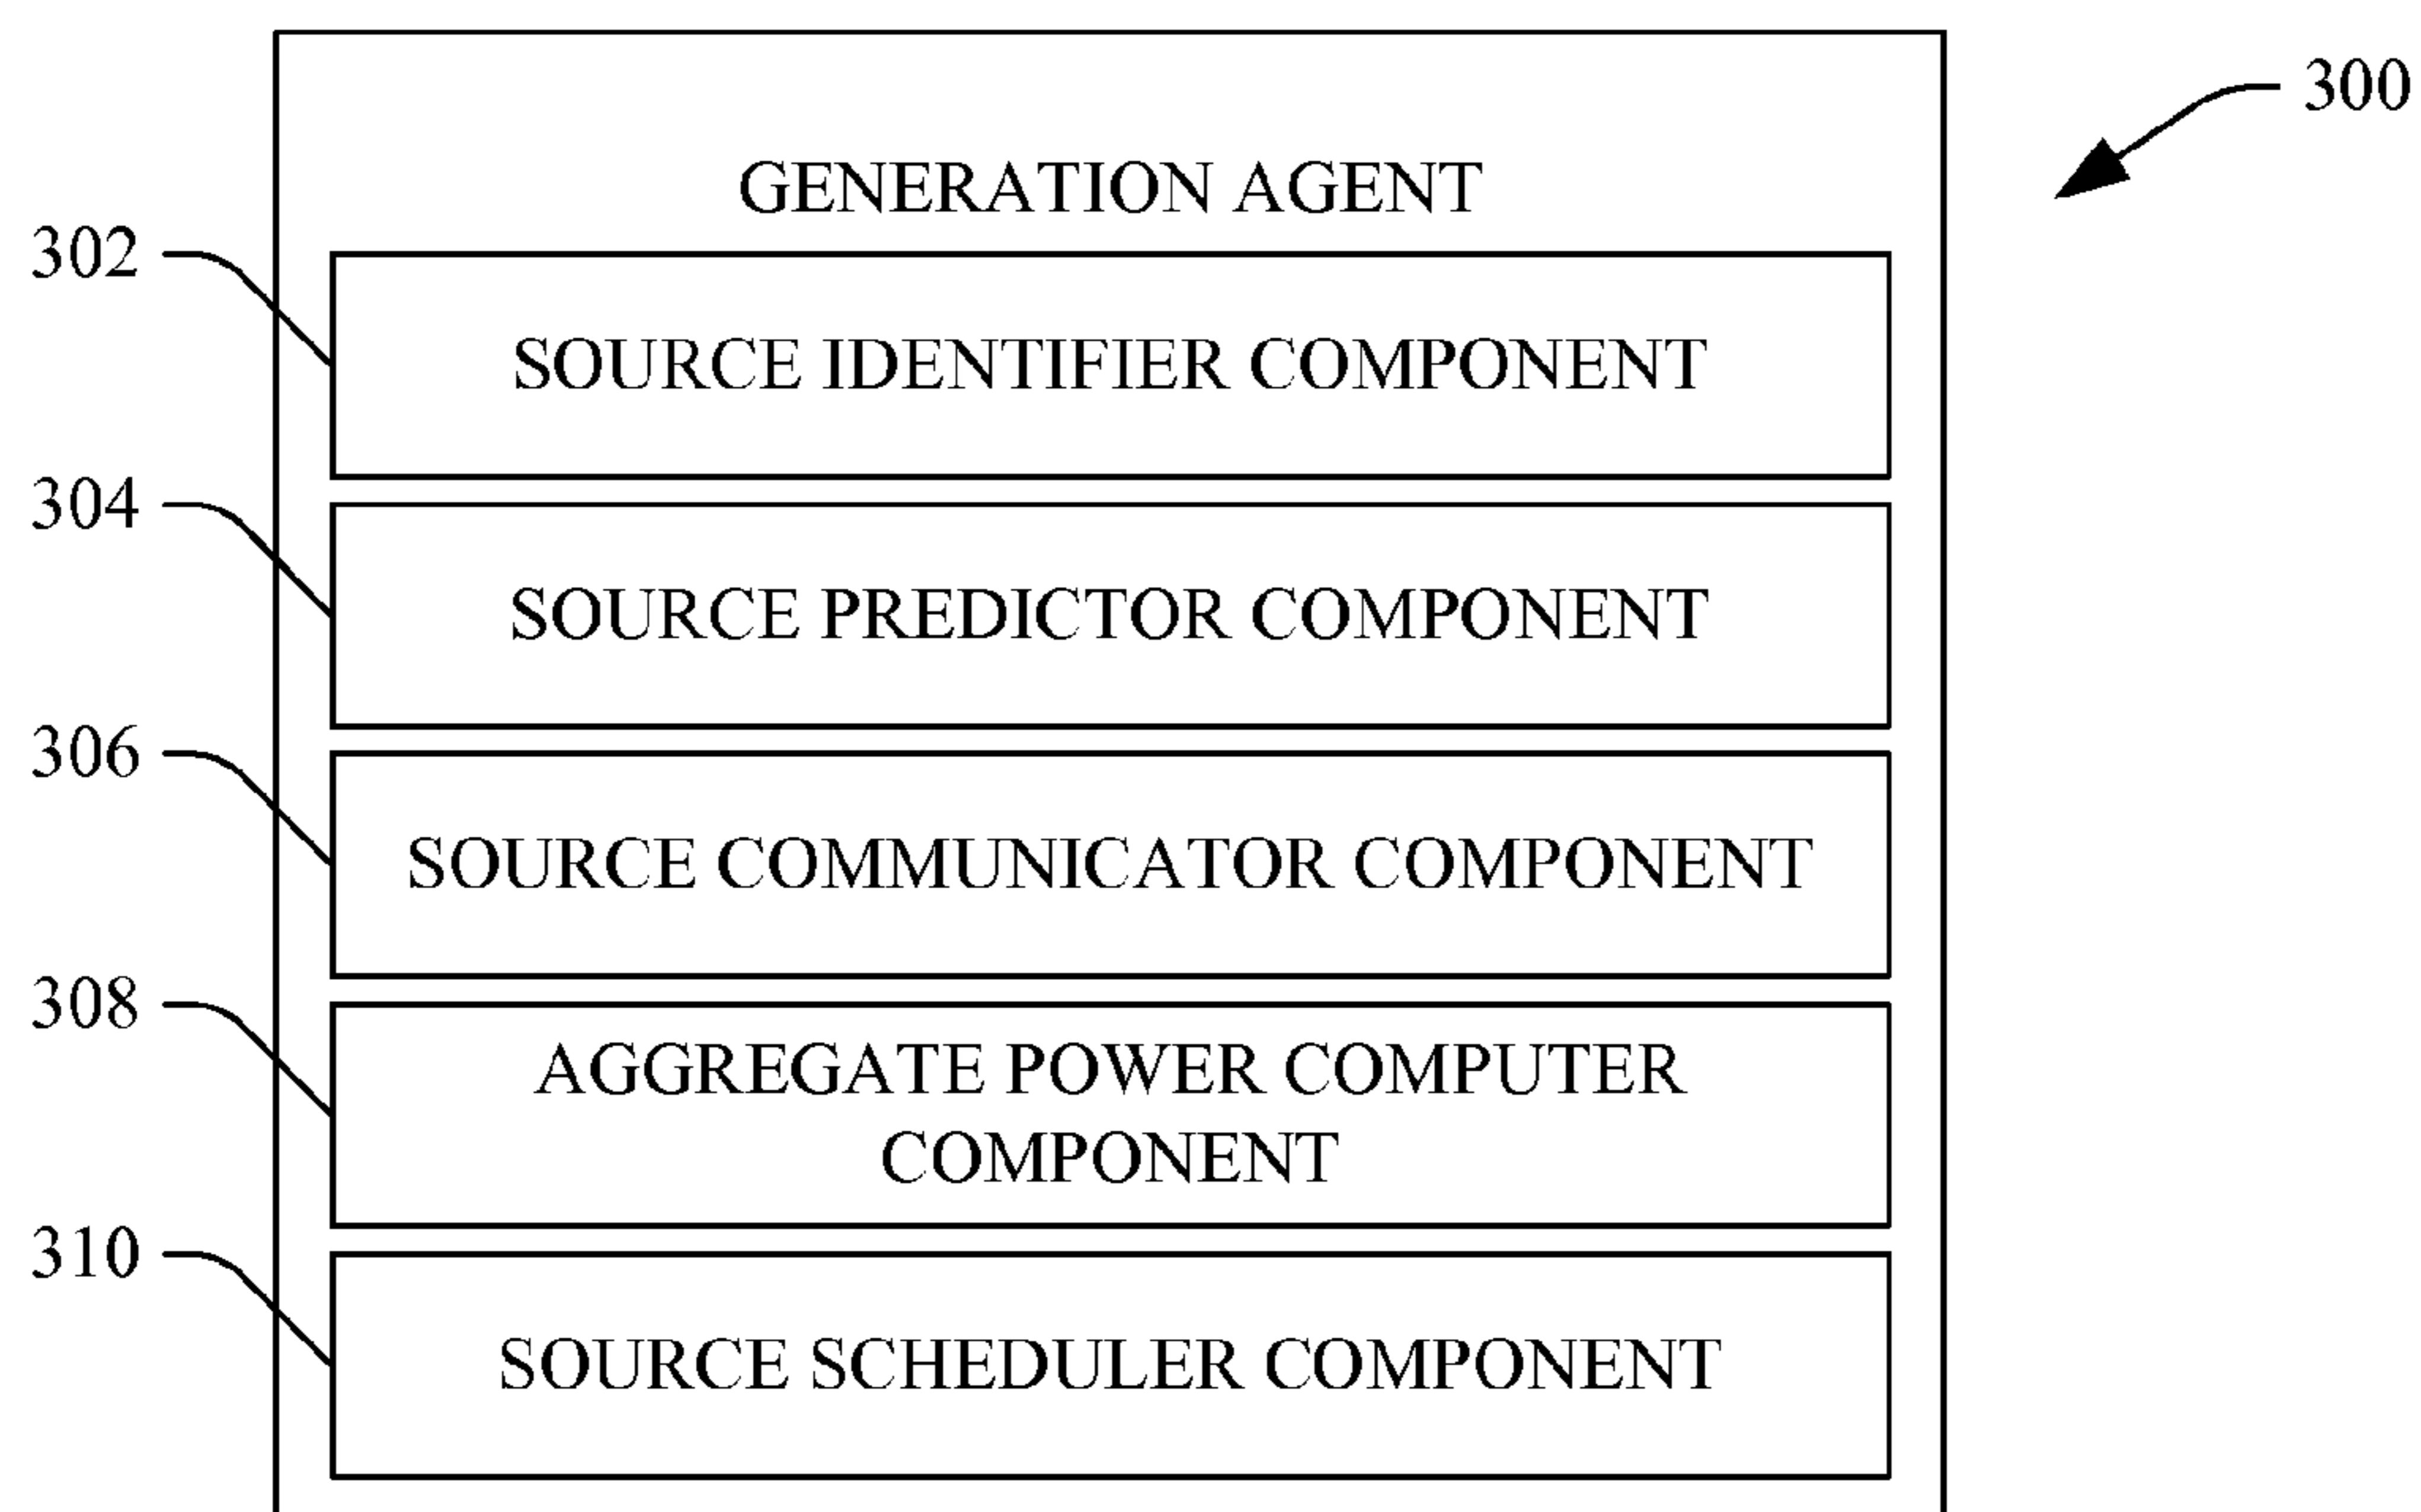 300
GENERATION AGENT
302
SOURCE IDENTIFIER COMPONENT
304
SOURCE PREDICTOR COMPONENT
306
SOURCE COMMUNICATOR COMPONENT
308
AGGREGATE POWER COMPUTER
COMPONENT
310
SOURCE SCHEDULER COMPONENT